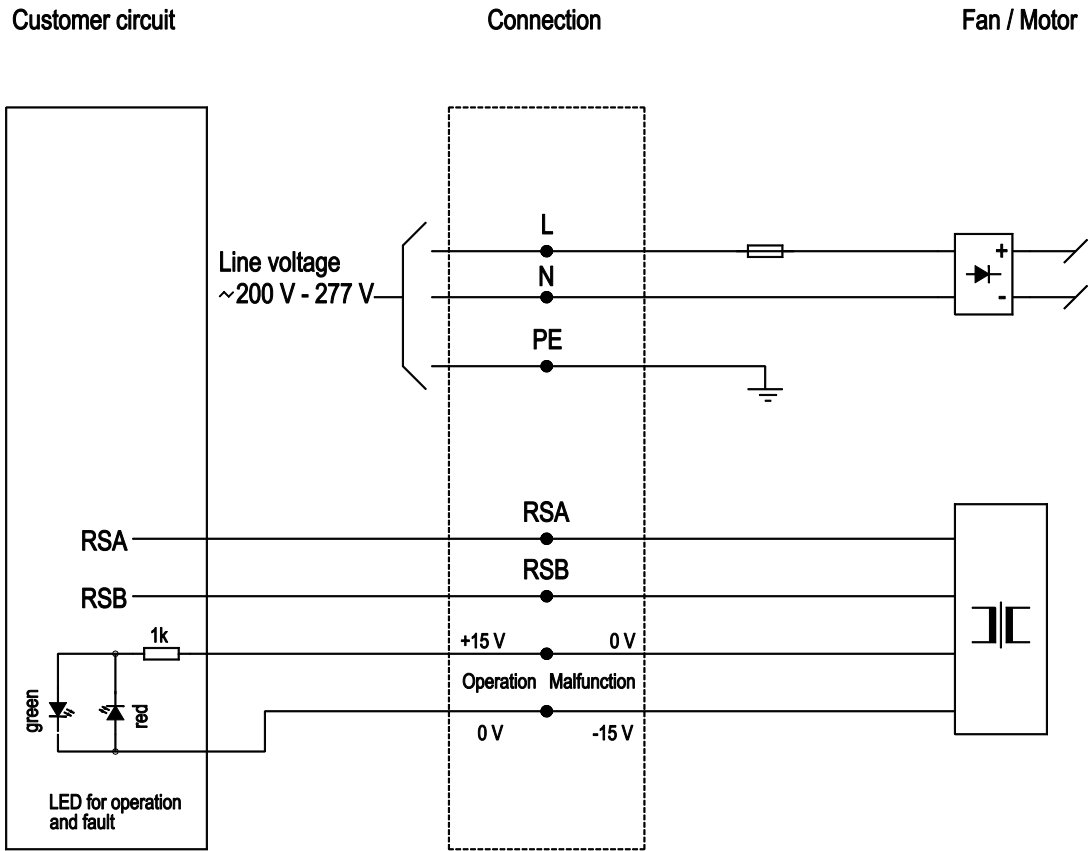 Customer circuit
Connection
Fan / Motor
L
Line voltage
~200 V - 277 V
N
+
-
PE
RSA
RSA
RSB
RSB
1k
+15 V
0 V
Operation
Malfunction
green
red
0 V
-15 V
LED for operation
and fault